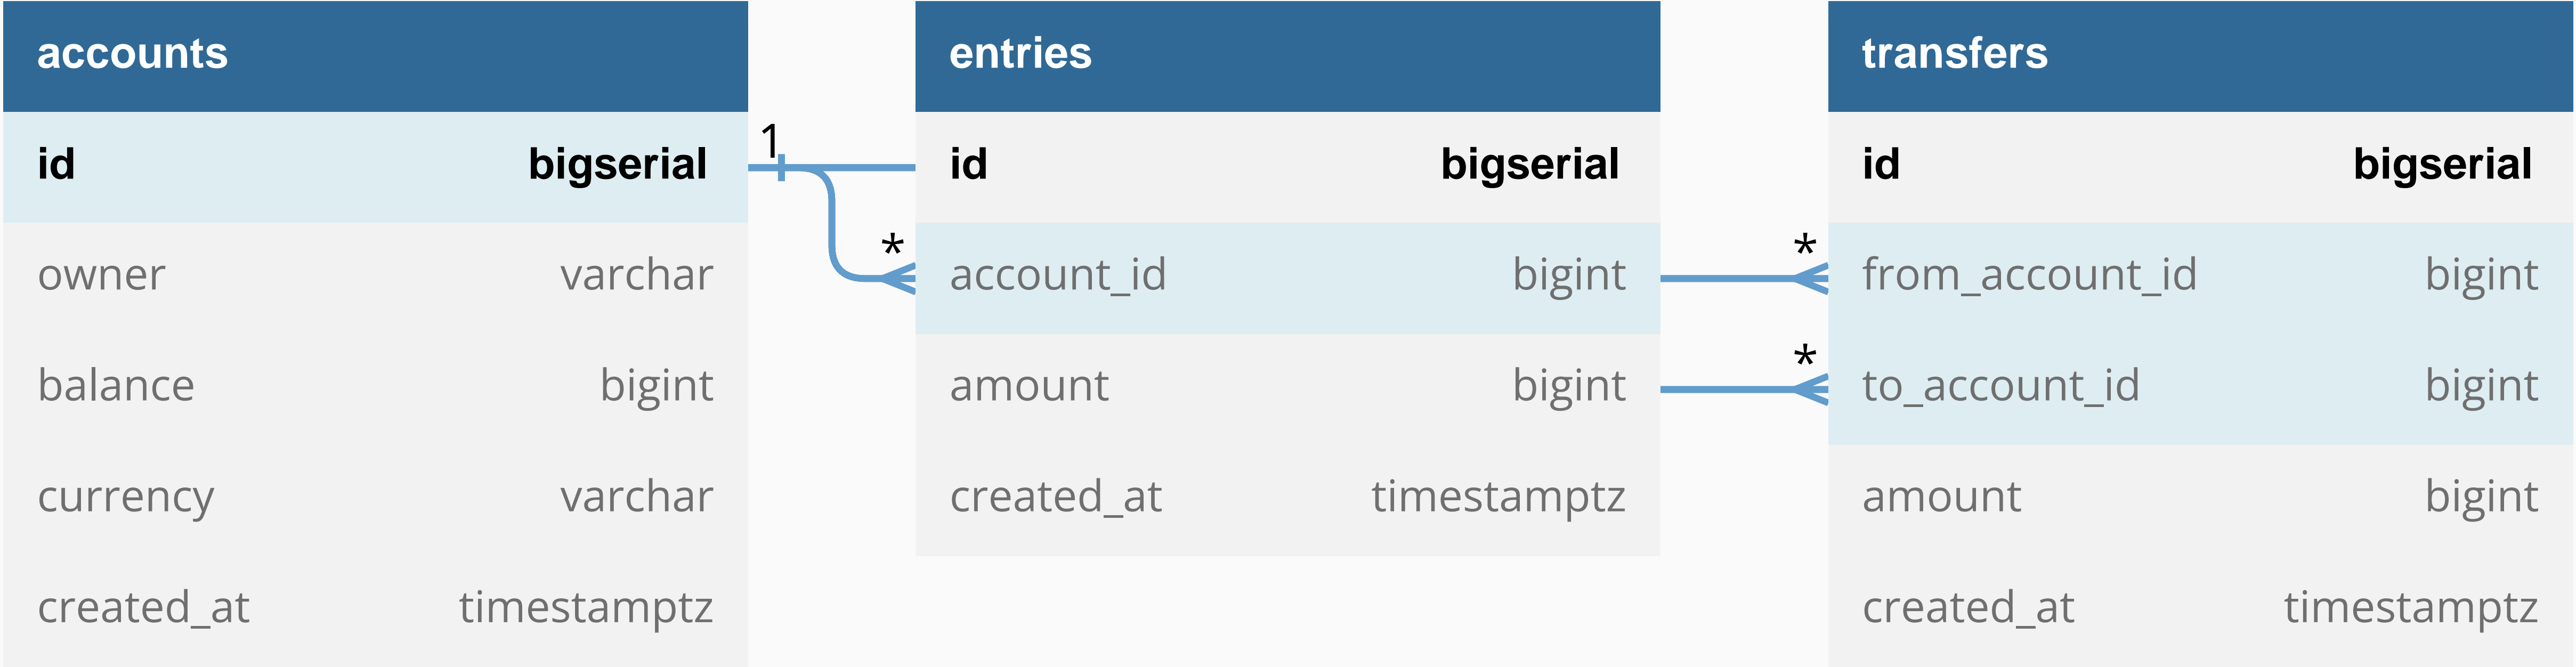 accounts
id bigserial
owner varchar
balance bigint
currency varchar
created_at timestamptz
1
*
entries
id bigserial
account_id bigint
amount bigint
created_at timestamptz
*
*
transfers
id bigserial
from_account_id bigint
to_account_id bigint
amount bigint
created_at timestamptz